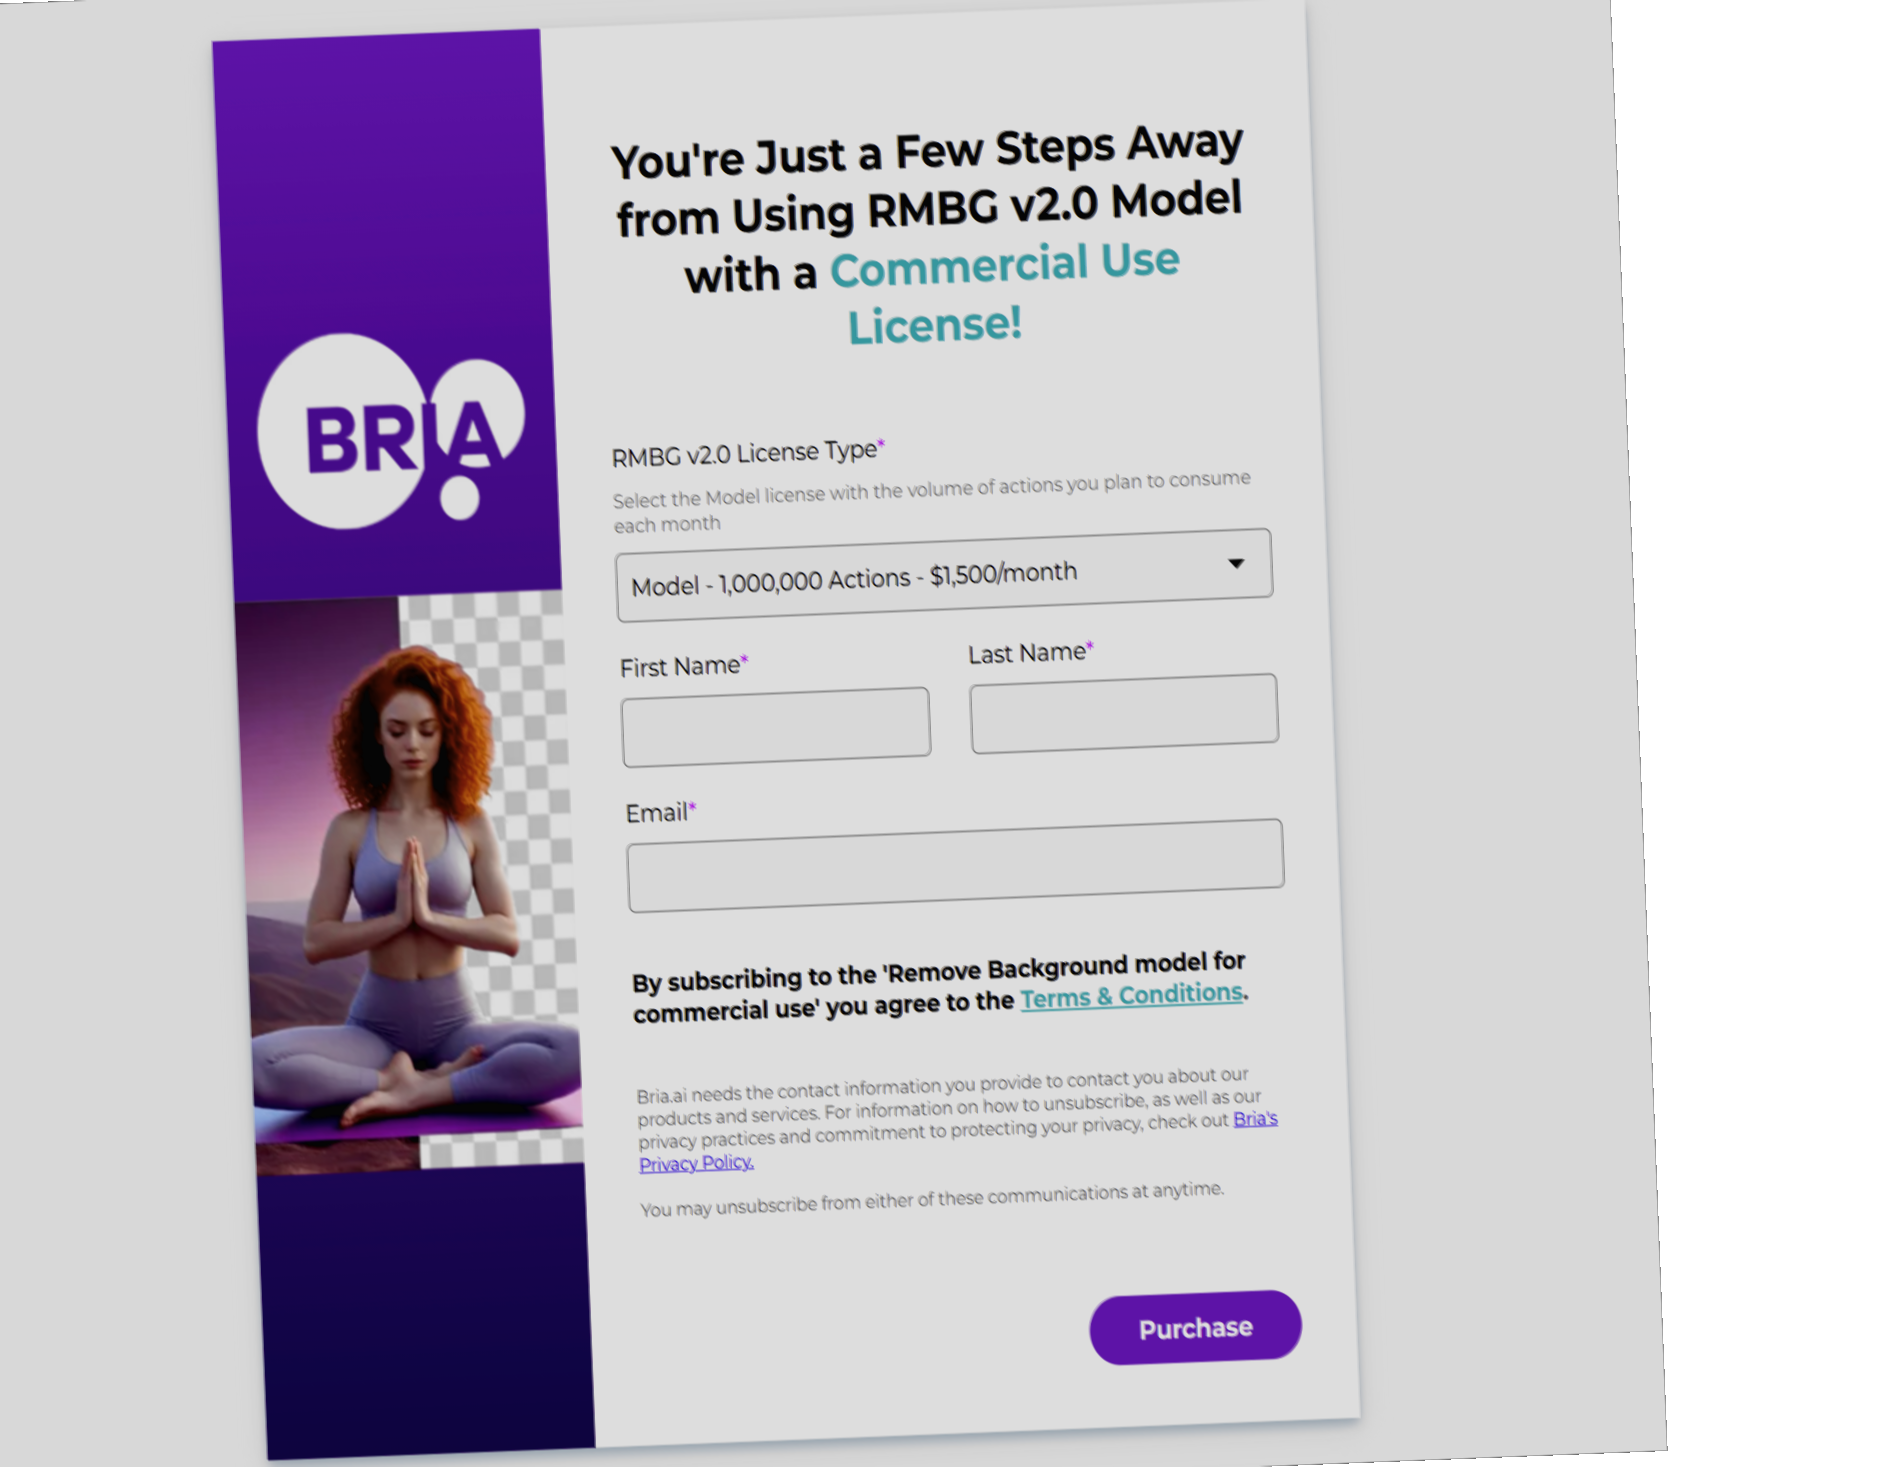 BRIA
You're Just a Few Steps Away
from Using RMBG v2.0 Model
with a Commercial Use
License!
RMBG v2.0 License Type*
Select the Model license with the volume of actions you plan to consume
each month
Model - 1,000,000 Actions - $1,500/month
First Name*
Last Name*
Email*
By subscribing to the 'Remove Background model for
commercial use' you agree to the Terms & Conditions.
Bria.ai needs the contact information you provide to contact you about our
products and services. For information on how to unsubscribe, as well as our
privacy practices and commitment to protecting your privacy, check out Bria's
Privacy Policy.
You may unsubscribe from either of these communications at anytime.
Purchase